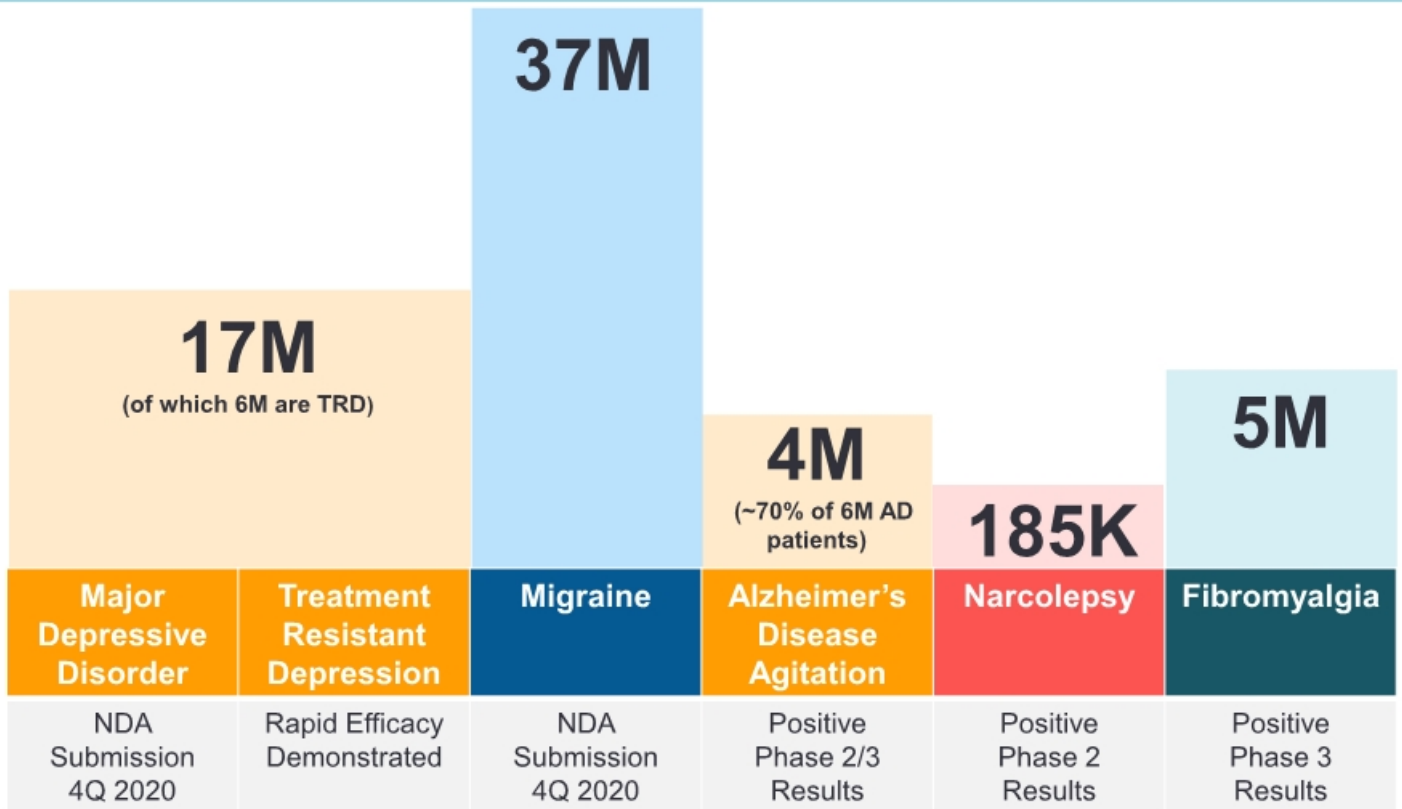 37M
17M
(of which 6M are TRD)
5M
4M
(~70% of 6M AD
patients)
185K
Major
Depressive
Disorder
Treatment
Resistant
Depression
Migraine
Alzheimer’s
Disease
Agitation
Narcolepsy
Fibromyalgia
NDA
Submission
4Q 2020
Rapid Efficacy
Demonstrated
NDA
Submission
4Q 2020
Positive
Phase 2/3
Results
Positive
Phase 2
Results
Positive
Phase 3
Results